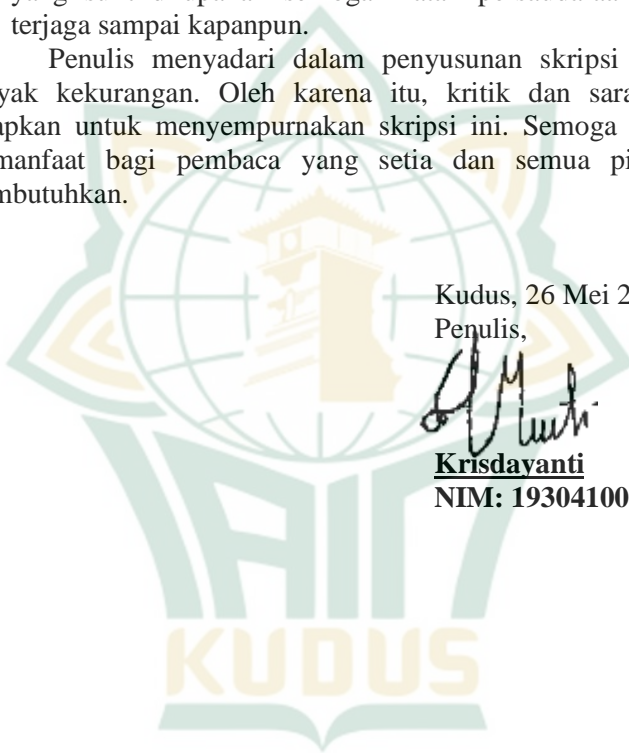 terjaga sampai kapanpun.
Penulis menyadari dalam penyusunan skripsi
yak kekurangan. Oleh karena itu, kritik dan sara
apkan untuk menyempurnakan skripsi ini. Semoga
manfaat bagi pembaca yang setia dan semua pi
mbutuhkan.
Kudus, 26 Mei 2
Penulis,
Krisdayanti
NIM: 19304100
IAIN
KUDUS